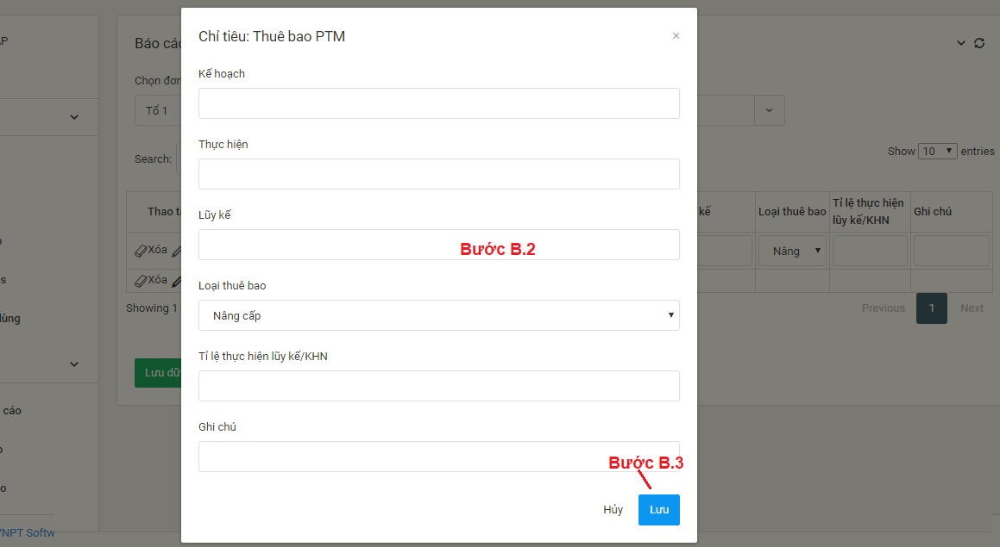 Chỉ tiêu: Thuê bao PTM
×
Kế hoạch
Thực hiện
Lũy kế
Bước B.2
Loại thuê bao
Nâng cấp
Tỉ lệ thực hiện lũy kế/KHN
Ghi chú
Bước B.3
Hủy
Lưu
Báo cáo
Chọn đơn
Tổ 1
Search:
Show 10 entries
Thao tá
kế
Loại thuê bao
Tỉ lệ thực hiện
lũy kế/KHN
Ghi chú
Xóa
Nâng
Xóa
Showing 1
Previous
1
Next
Lưu dữ
cáo
VNPT Softw